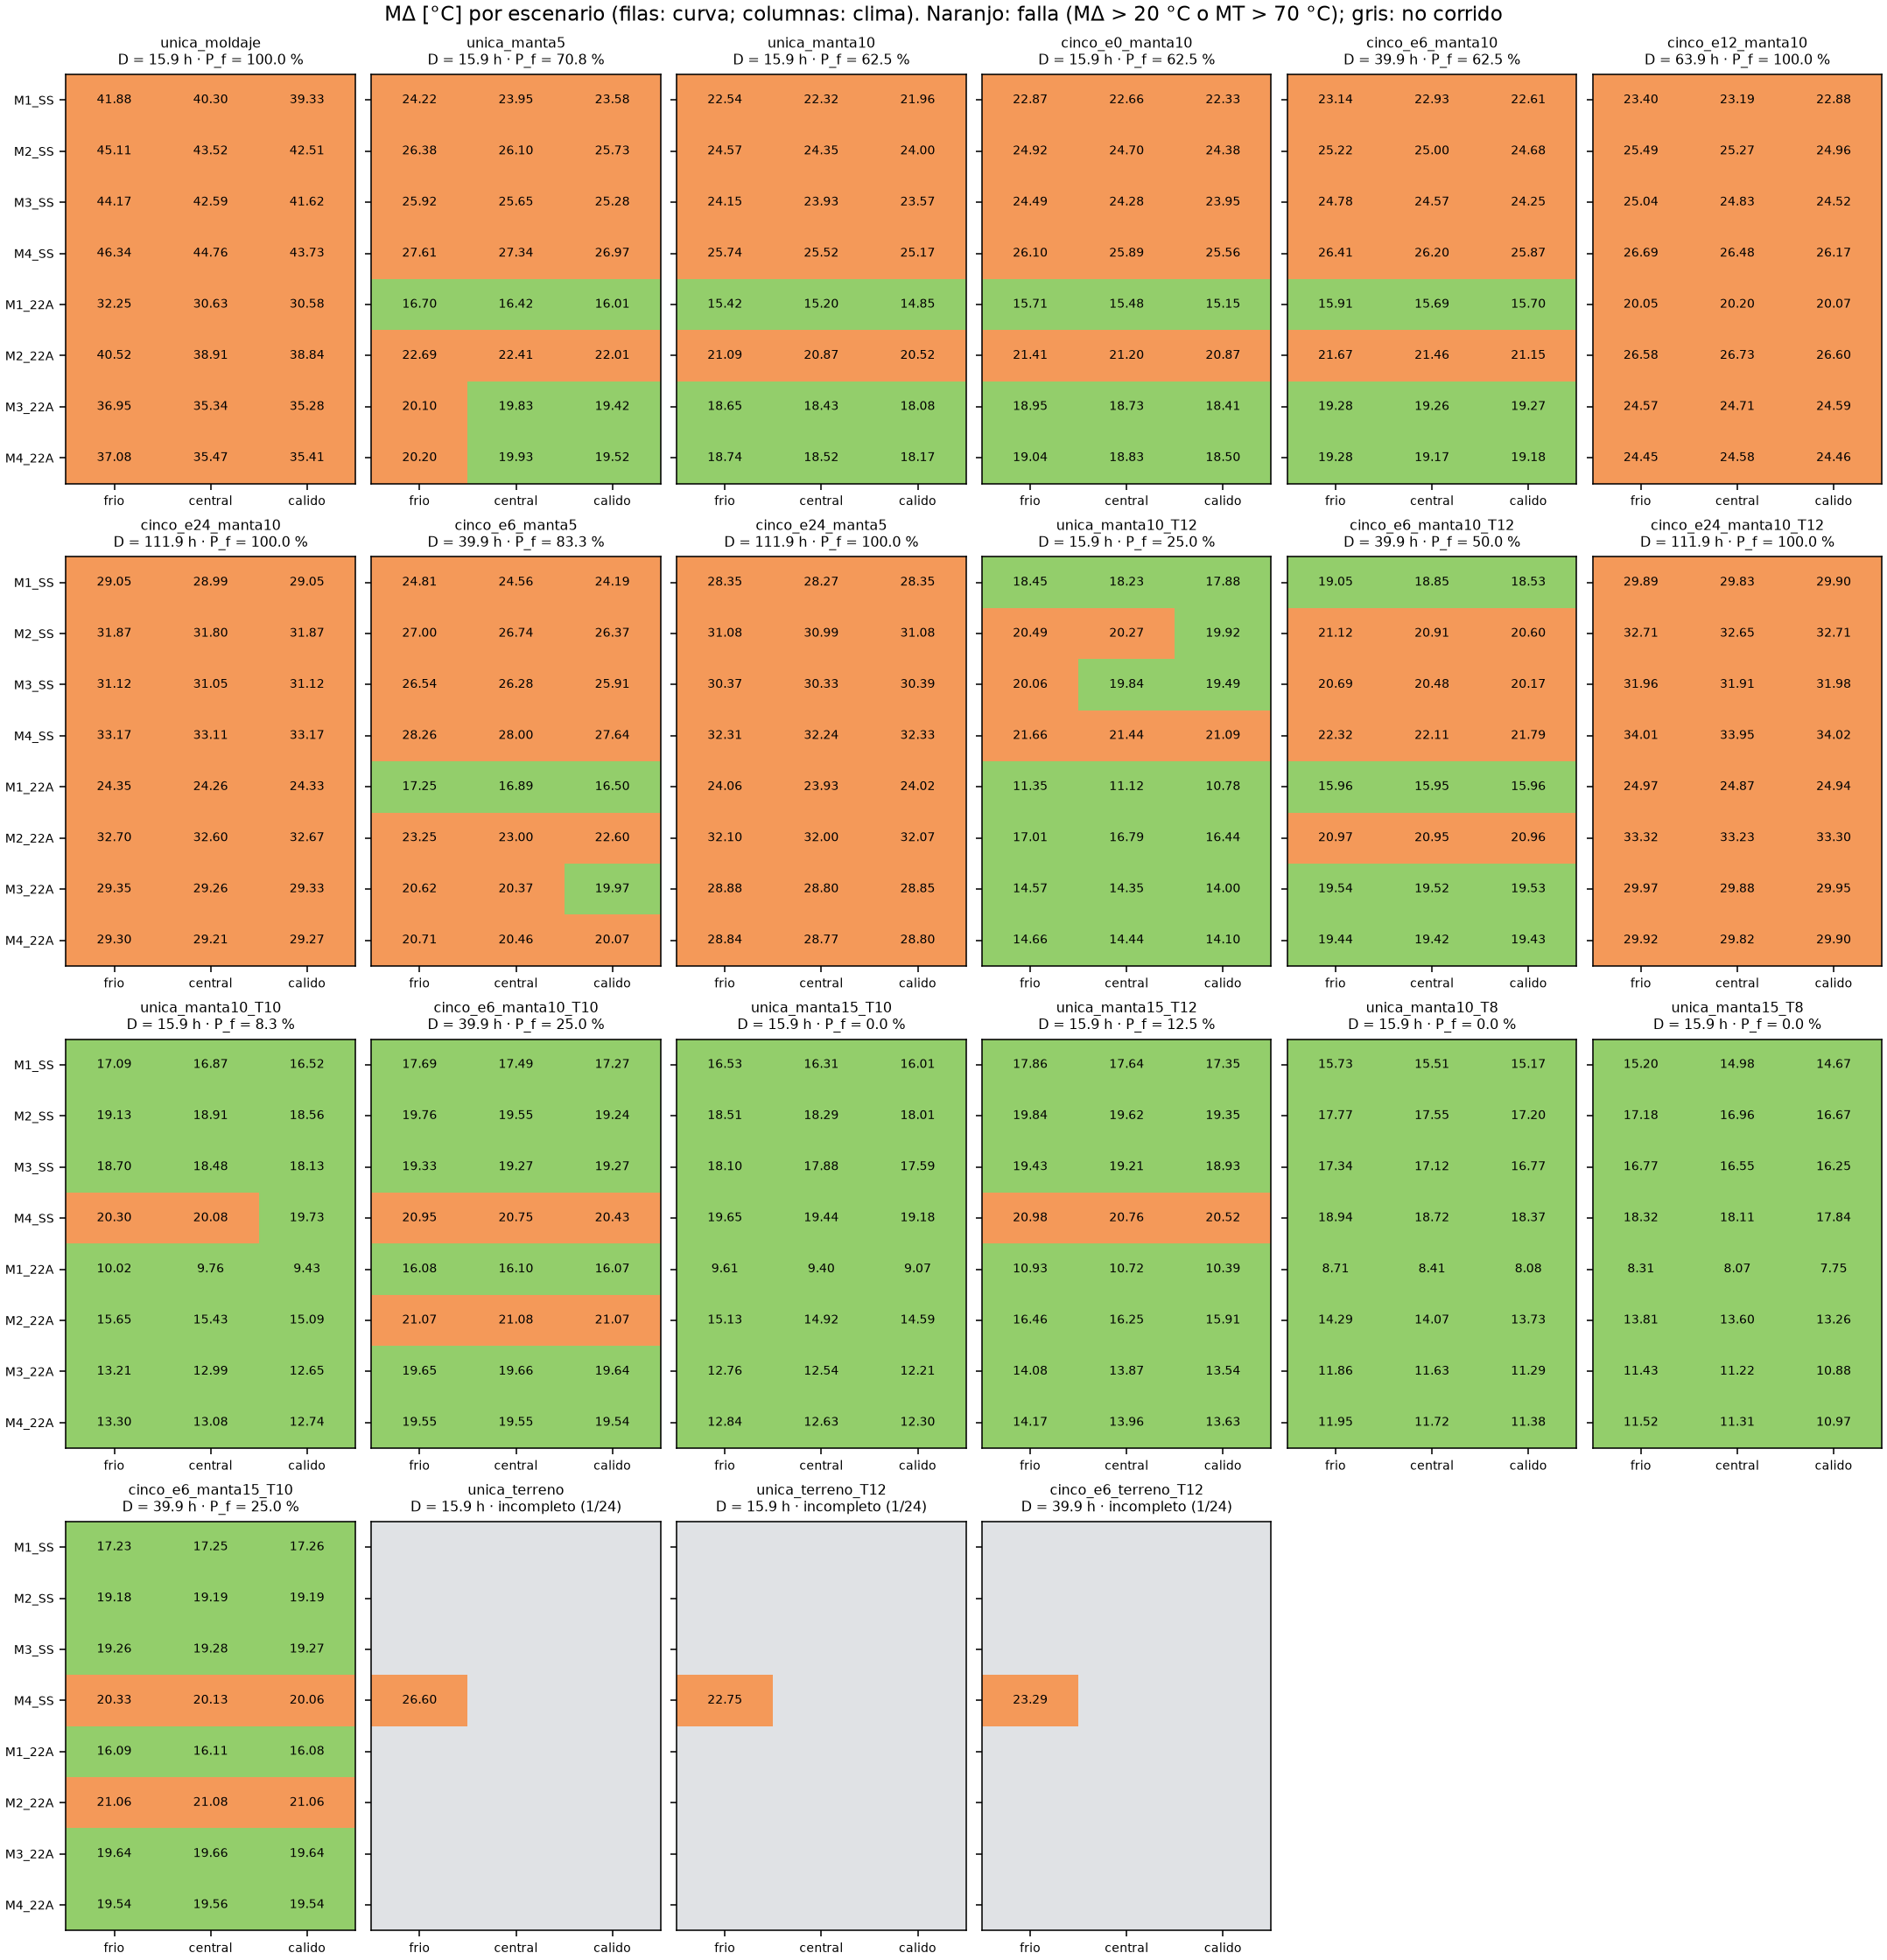 MΔ [°C] por escenario (filas: curva; columnas: clima). Naranjo: falla (MΔ > 20 °C o MT > 70 °C); gris: no corrido
unica_moldaje unica_manta5 unica_manta10 cinco_e0_manta10 cinco_e6_manta10 cinco_e12_manta10
D = 15.9 h · P_f = 100.0 % D = 15.9 h · P_f = 70.8 % D = 15.9 h · P_f = 62.5 % D = 15.9 h · P_f = 62.5 % D = 39.9 h · P_f = 62.5 % D = 63.9 h · P_f = 100.0 %
M1_SS 41.88 40.30 39.33 24.22 23.95 23.58 22.54 22.32 21.96 22.87 22.66 22.33 23.14 22.93 22.61 23.40 23.19 22.88
M2_SS 45.11 43.52 42.51 26.38 26.10 25.73 24.57 24.35 24.00 24.92 24.70 24.38 25.22 25.00 24.68 25.49 25.27 24.96
M3_SS 44.17 42.59 41.62 25.92 25.65 25.28 24.15 23.93 23.57 24.49 24.28 23.95 24.78 24.57 24.25 25.04 24.83 24.52
M4_SS 46.34 44.76 43.73 27.61 27.34 26.97 25.74 25.52 25.17 26.10 25.89 25.56 26.41 26.20 25.87 26.69 26.48 26.17
M1_22A 32.25 30.63 30.58 16.70 16.42 16.01 15.42 15.20 14.85 15.71 15.48 15.15 15.91 15.69 15.70 20.05 20.20 20.07
M2_22A 40.52 38.91 38.84 22.69 22.41 22.01 21.09 20.87 20.52 21.41 21.20 20.87 21.67 21.46 21.15 26.58 26.73 26.60
M3_22A 36.95 35.34 35.28 20.10 19.83 19.42 18.65 18.43 18.08 18.95 18.73 18.41 19.28 19.26 19.27 24.57 24.71 24.59
M4_22A 37.08 35.47 35.41 20.20 19.93 19.52 18.74 18.52 18.17 19.04 18.83 18.50 19.28 19.17 19.18 24.45 24.58 24.46
frio central calido frio central calido frio central calido frio central calido frio central calido frio central calido
cinco_e24_manta10 cinco_e6_manta5 cinco_e24_manta5 unica_manta10_T12 cinco_e6_manta10_T12 cinco_e24_manta10_T12
D = 111.9 h · P_f = 100.0 % D = 39.9 h · P_f = 83.3 % D = 111.9 h · P_f = 100.0 % D = 15.9 h · P_f = 25.0 % D = 39.9 h · P_f = 50.0 % D = 111.9 h · P_f = 100.0 %
M1_SS 29.05 28.99 29.05 24.81 24.56 24.19 28.35 28.27 28.35 18.45 18.23 17.88 19.05 18.85 18.53 29.89 29.83 29.90
M2_SS 31.87 31.80 31.87 27.00 26.74 26.37 31.08 30.99 31.08 20.49 20.27 19.92 21.12 20.91 20.60 32.71 32.65 32.71
M3_SS 31.12 31.05 31.12 26.54 26.28 25.91 30.37 30.33 30.39 20.06 19.84 19.49 20.69 20.48 20.17 31.96 31.91 31.98
M4_SS 33.17 33.11 33.17 28.26 28.00 27.64 32.31 32.24 32.33 21.66 21.44 21.09 22.32 22.11 21.79 34.01 33.95 34.02
M1_22A 24.35 24.26 24.33 17.25 16.89 16.50 24.06 23.93 24.02 11.35 11.12 10.78 15.96 15.95 15.96 24.97 24.87 24.94
M2_22A 32.70 32.60 32.67 23.25 23.00 22.60 32.10 32.00 32.07 17.01 16.79 16.44 20.97 20.95 20.96 33.32 33.23 33.30
M3_22A 29.35 29.26 29.33 20.62 20.37 19.97 28.88 28.80 28.85 14.57 14.35 14.00 19.54 19.52 19.53 29.97 29.88 29.95
M4_22A 29.30 29.21 29.27 20.71 20.46 20.07 28.84 28.77 28.80 14.66 14.44 14.10 19.44 19.42 19.43 29.92 29.82 29.90
frio central calido frio central calido frio central calido frio central calido frio central calido frio central calido
unica_manta10_T10 cinco_e6_manta10_T10 unica_manta15_T10 unica_manta15_T12 unica_manta10_T8 unica_manta15_T8
D = 15.9 h · P_f = 8.3 % D = 39.9 h · P_f = 25.0 % D = 15.9 h · P_f = 0.0 % D = 15.9 h · P_f = 12.5 % D = 15.9 h · P_f = 0.0 % D = 15.9 h · P_f = 0.0 %
M1_SS 17.09 16.87 16.52 17.69 17.49 17.27 16.53 16.31 16.01 17.86 17.64 17.35 15.73 15.51 15.17 15.20 14.98 14.67
M2_SS 19.13 18.91 18.56 19.76 19.55 19.24 18.51 18.29 18.01 19.84 19.62 19.35 17.77 17.55 17.20 17.18 16.96 16.67
M3_SS 18.70 18.48 18.13 19.33 19.27 19.27 18.10 17.88 17.59 19.43 19.21 18.93 17.34 17.12 16.77 16.77 16.55 16.25
M4_SS 20.30 20.08 19.73 20.95 20.75 20.43 19.65 19.44 19.18 20.98 20.76 20.52 18.94 18.72 18.37 18.32 18.11 17.84
M1_22A 10.02 9.76 9.43 16.08 16.10 16.07 9.61 9.40 9.07 10.93 10.72 10.39 8.71 8.41 8.08 8.31 8.07 7.75
M2_22A 15.65 15.43 15.09 21.07 21.08 21.07 15.13 14.92 14.59 16.46 16.25 15.91 14.29 14.07 13.73 13.81 13.60 13.26
M3_22A 13.21 12.99 12.65 19.65 19.66 19.64 12.76 12.54 12.21 14.08 13.87 13.54 11.86 11.63 11.29 11.43 11.22 10.88
M4_22A 13.30 13.08 12.74 19.55 19.55 19.54 12.84 12.63 12.30 14.17 13.96 13.63 11.95 11.72 11.38 11.52 11.31 10.97
frio central calido frio central calido frio central calido frio central calido frio central calido frio central calido
cinco_e6_manta15_T10 unica_terreno unica_terreno_T12 cinco_e6_terreno_T12
D = 39.9 h · P_f = 25.0 % D = 15.9 h · incompleto (1/24) D = 15.9 h · incompleto (1/24) D = 39.9 h · incompleto (1/24)
M1_SS 17.23 17.25 17.26
M2_SS 19.18 19.19 19.19
M3_SS 19.26 19.28 19.27
M4_SS 20.33 20.13 20.06 26.60 22.75 23.29
M1_22A 16.09 16.11 16.08
M2_22A 21.06 21.08 21.06
M3_22A 19.64 19.66 19.64
M4_22A 19.54 19.56 19.54
frio central calido frio central calido frio central calido frio central calido